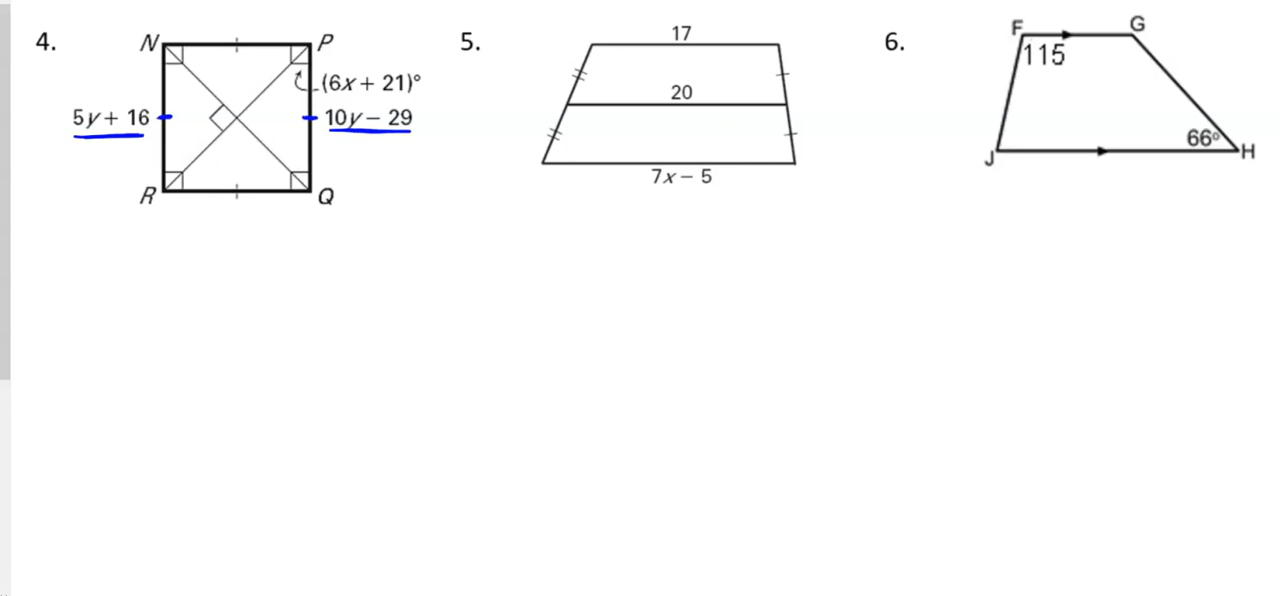 4.
N
P
(6x + 21)°
5y + 16
10y – 29
R
Q
5.
17
20
7x – 5
6.
F
G
115
66°
J
H